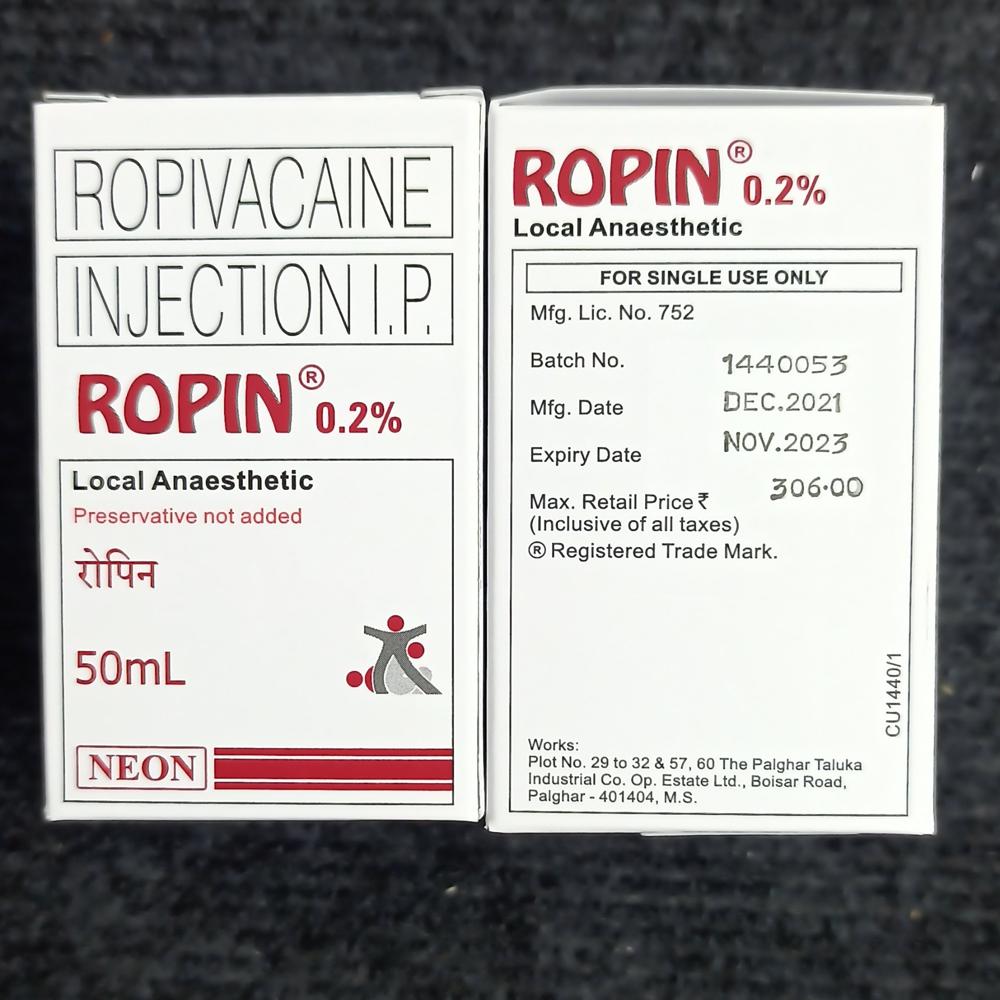 ROPIVACAINE
INJECTION I.P.
ROPIN® 0.2%
Local Anaesthetic
Preservative not added
रोपिन
50mL
NEON
ROPIN® 0.2%
Local Anaesthetic
FOR SINGLE USE ONLY
Mfg. Lic. No. 752
Batch No. 1440053
Mfg. Date DEC.2021
Expiry Date NOV.2023
Max. Retail Price ₹ 306.00
(Inclusive of all taxes)
® Registered Trade Mark.
CU1440/1
Works:
Plot No. 29 to 32 & 57, 60 The Palghar Taluka
Industrial Co. Op. Estate Ltd., Boisar Road,
Palghar - 401404, M.S.